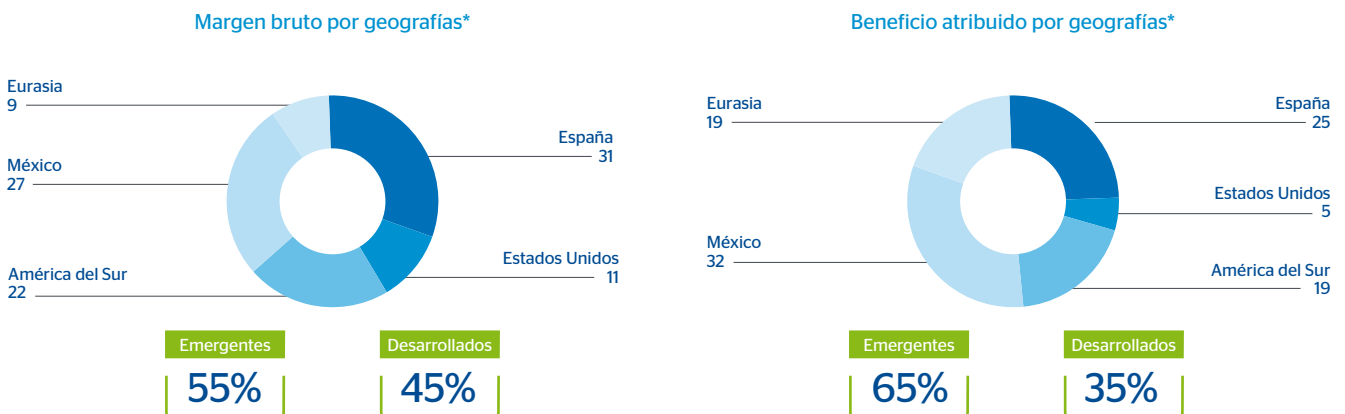 Margen bruto por geografías*
Eurasia
9
España
31
México
27
Estados Unidos
11
América del Sur
22
Emergentes
55%
Desarrollados
45%
Beneficio atribuido por geografías*
Eurasia
19
España
25
Estados Unidos
5
México
32
América del Sur
19
Emergentes
65%
Desarrollados
35%